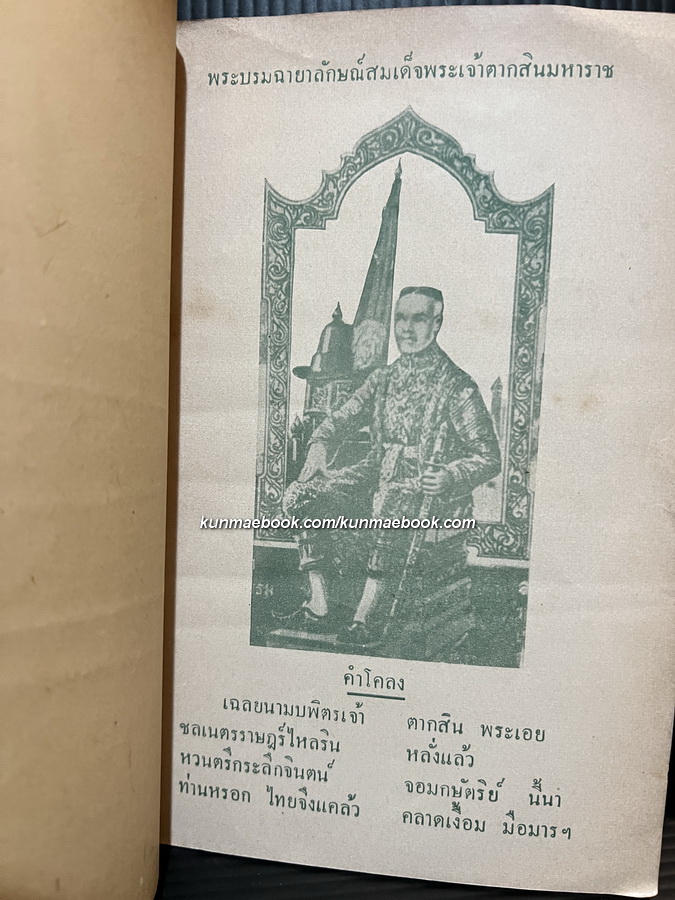 พระบรมฉายาลักษณ์สมเด็จพระเจ้าตากสินมหาราช
kunmaebook.com/kunmaebook.com
รม
คำโคลง
เฉลยนามบพิตรเจ้า ตากสิน พระเอย
ชลเนตรราษฎร์ไหลริน หลั่งแล้ว
หวนตรึกระลึกจินตน์ จอมกษัตริย์ นี้นา
ท่านหรอก ไทยจึงแคล้ว คลาดเงื้อม มือมารๆ